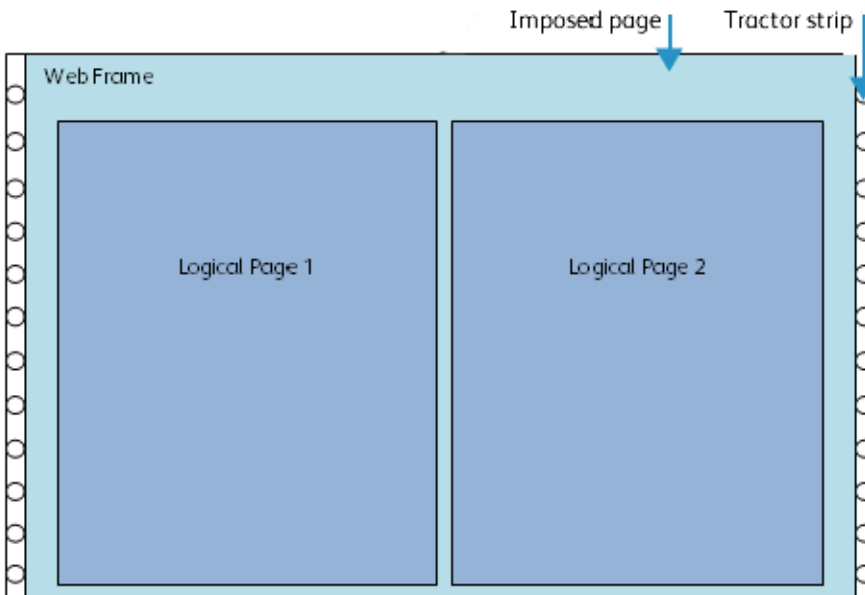 Imposed page
Tractor strip
Web Frame
Logical Page 1
Logical Page 2